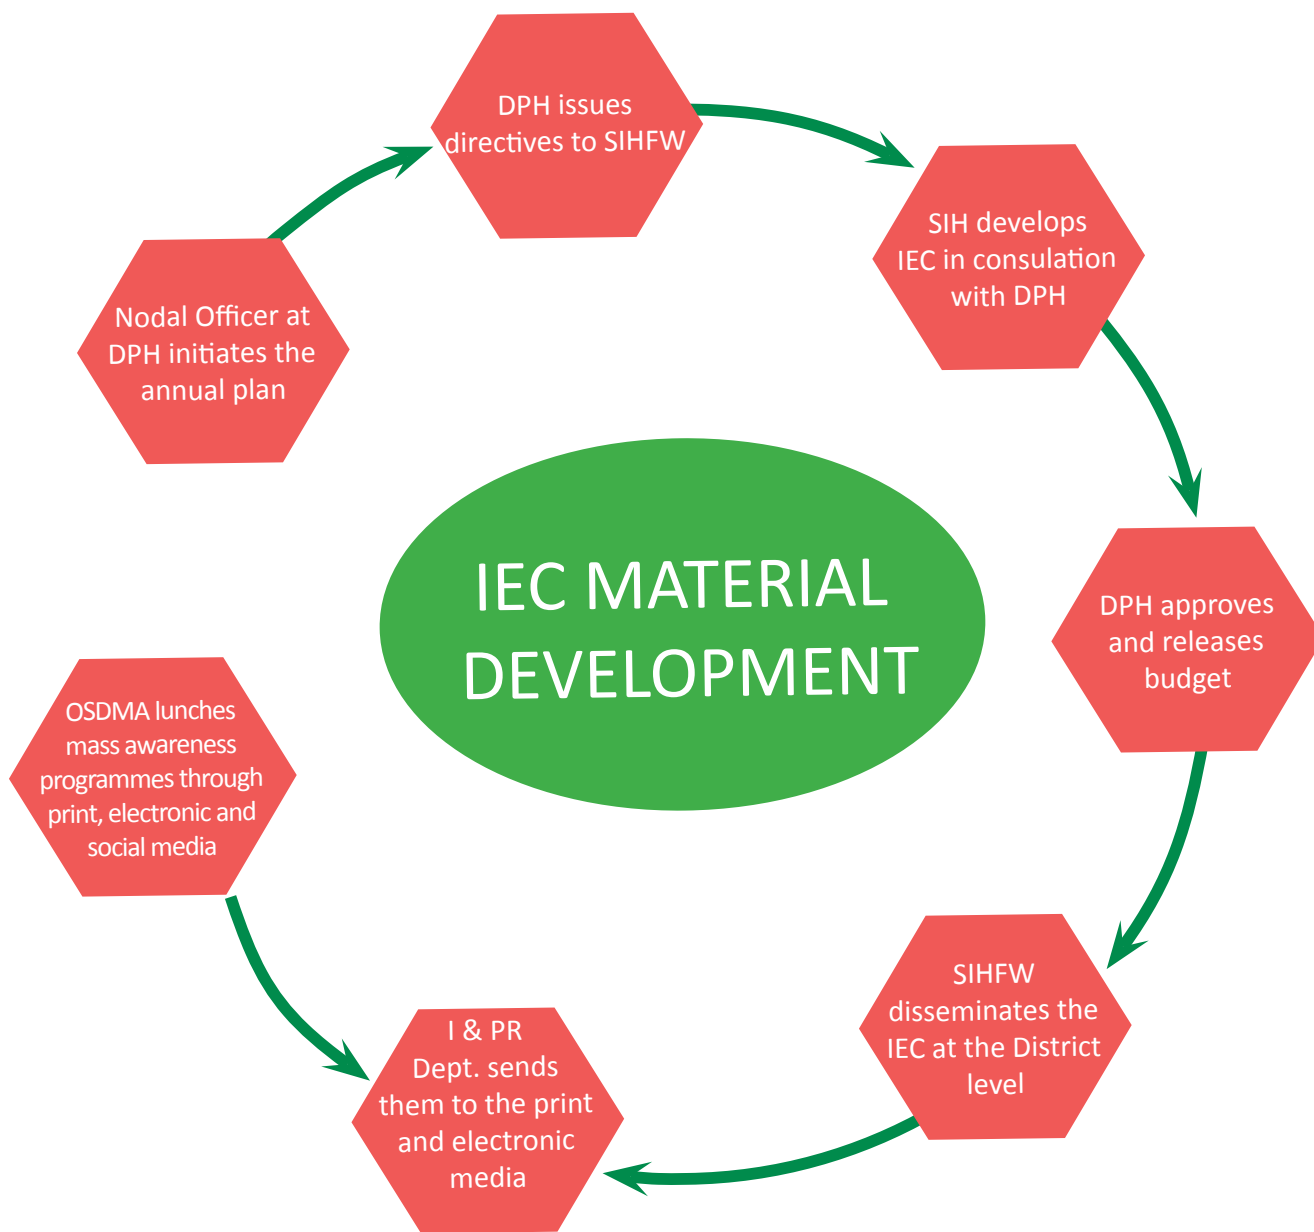 DPH issues
directives to SIHFW
SIH develops
IEC in consulation
with DPH
Nodal Officer at
DPH initiates the
annual plan
IEC MATERIAL
DEVELOPMENT
DPH approves
and releases
budget
OSDMA lunches
mass awareness
programmes through
print, electronic and
social media
SIHFW
disseminates the
IEC at the District
level
I & PR
Dept. sends
them to the print
and electronic
media